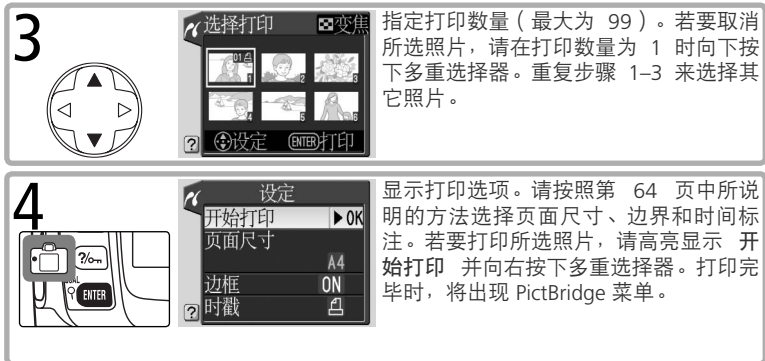 3
选择打印 变焦
01
1 2 3
4 5 6
? 设定 ENTER打印
指定打印数量（最大为 99）。若要取消
所选照片，请在打印数量为 1 时向下按
下多重选择器。重复步骤 1–3 来选择其
它照片。
4
?
ENTER
设定
开始打印 ▶OK
页面尺寸
A4
边框 ON
? 时戳
显示打印选项。请按照第 64 页中所说
明的方法选择页面尺寸、边界和时间标
注。若要打印所选照片，请高亮显示 开
始打印 并向右按下多重选择器。打印完
毕时，将出现 PictBridge 菜单。